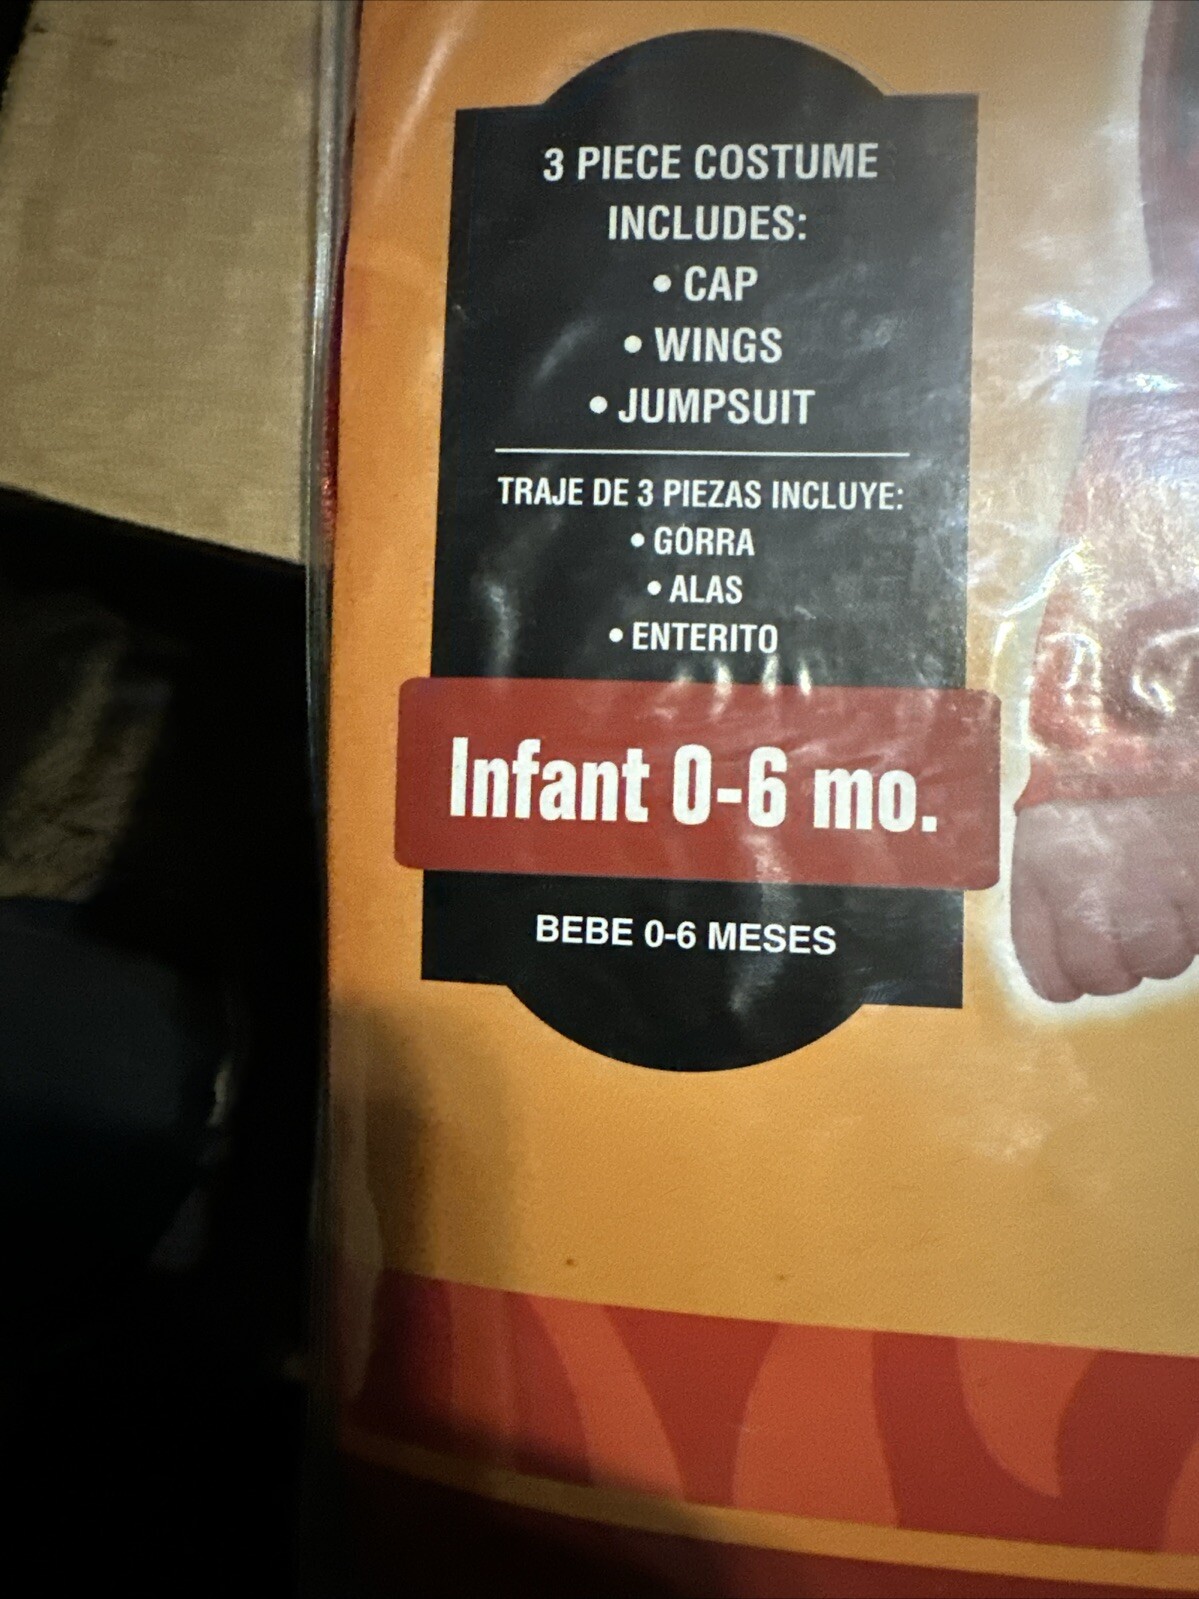 3 PIECE COSTUME
INCLUDES:
• CAP
• WINGS
• JUMPSUIT
TRAJE DE 3 PIEZAS INCLUYE:
• GORRA
• ALAS
• ENTERITO
Infant 0-6 mo.
BEBE 0-6 MESES